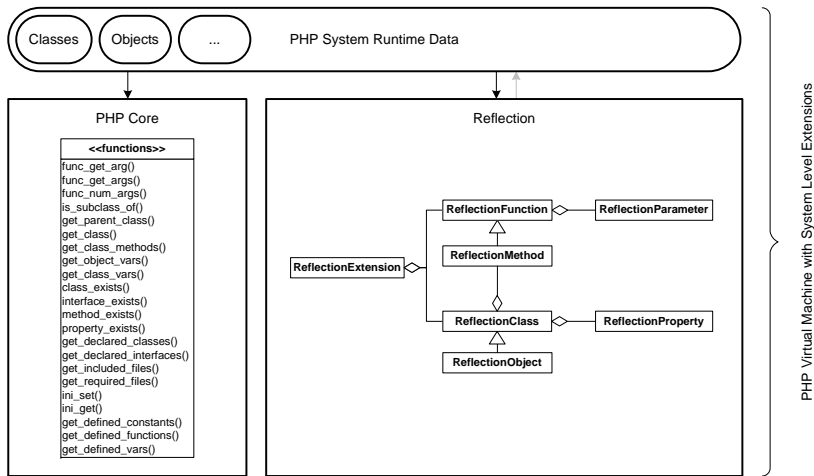 Classes
Objects
...
PHP System Runtime Data
PHP Core
<<functions>>
func_get_arg()
func_get_args()
func_num_args()
is_subclass_of()
get_parent_class()
get_class()
get_class_methods()
get_object_vars()
get_class_vars()
class_exists()
interface_exists()
method_exists()
property_exists()
get_declared_classes()
get_declared_interfaces()
get_included_files()
get_required_files()
ini_set()
ini_get()
get_defined_constants()
get_defined_functions()
get_defined_vars()
Reflection
ReflectionFunction
ReflectionParameter
ReflectionMethod
ReflectionExtension
ReflectionClass
ReflectionProperty
ReflectionObject
PHP Virtual Machine with System Level Extensions